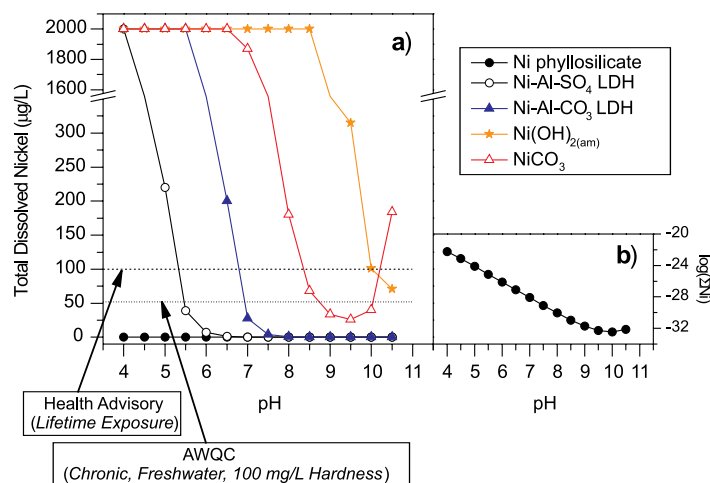 a)
Total Dissolved Nickel (µg/L)
2000
1800
1600
300
250
200
150
100
50
0
4 5 6 7 8 9 10 11
pH
Ni phyllosilicate
Ni-Al-SO₄ LDH
Ni-Al-CO₃ LDH
Ni(OH)₂(am)
NiCO₃
b)
-20
-24
-28
-32
log(ΣNi)
4 5 6 7 8 9 10 11
pH
Health Advisory
(Lifetime Exposure)
AWQC
(Chronic, Freshwater, 100 mg/L Hardness)